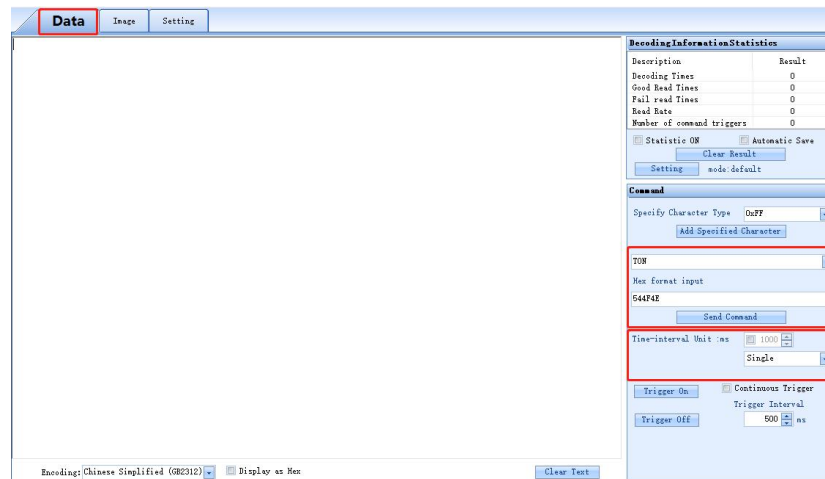 Data Image Setting
DecodingInformationStatistics
Description Result
Decoding Times 0
Good Read Times 0
Fail read Times 0
Read Rate 0
Number of command triggers 0
Statistic ON Automatic Save
Clear Result
Setting mode:default
Command
Specify Character Type 0xFF
Add Specified Character
TON
Hex format input
544F4E
Send Command
Time-interval Unit :ms 1000
Single
Trigger On Continuous Trigger
Trigger Interval
Trigger Off 500 ms
Encoding: Chinese Simplified (GB2312) Display as Hex Clear Text